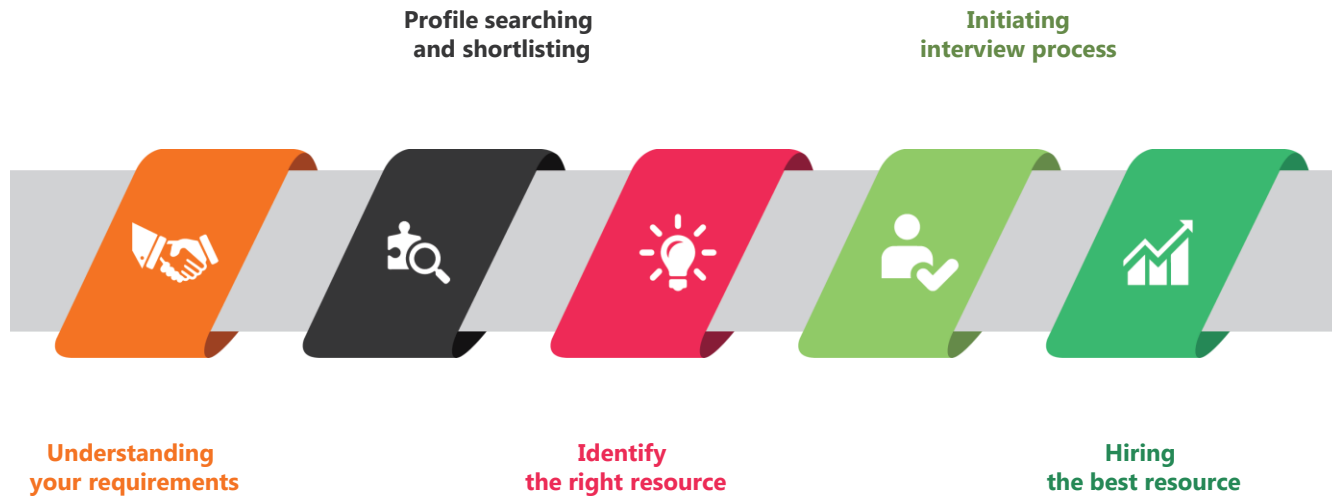 Profile searching
and shortlisting
Initiating
interview process
Understanding
your requirements
Identify
the right resource
Hiring
the best resource